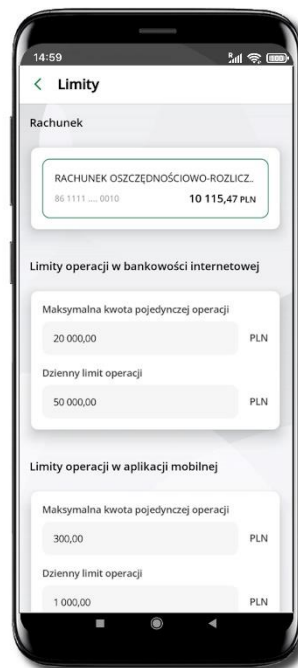 14:59
Limity
Rachunek
RACHUNEK OSZCZĘDNOŚCIOWO-ROZLICZ..
86 1111 .... 0010 10 115,47 PLN
Limity operacji w bankowości internetowej
Maksymalna kwota pojedynczej operacji
20 000,00 PLN
Dzienny limit operacji
50 000,00 PLN
Limity operacji w aplikacji mobilnej
Maksymalna kwota pojedynczej operacji
300,00 PLN
Dzienny limit operacji
1 000,00 PLN